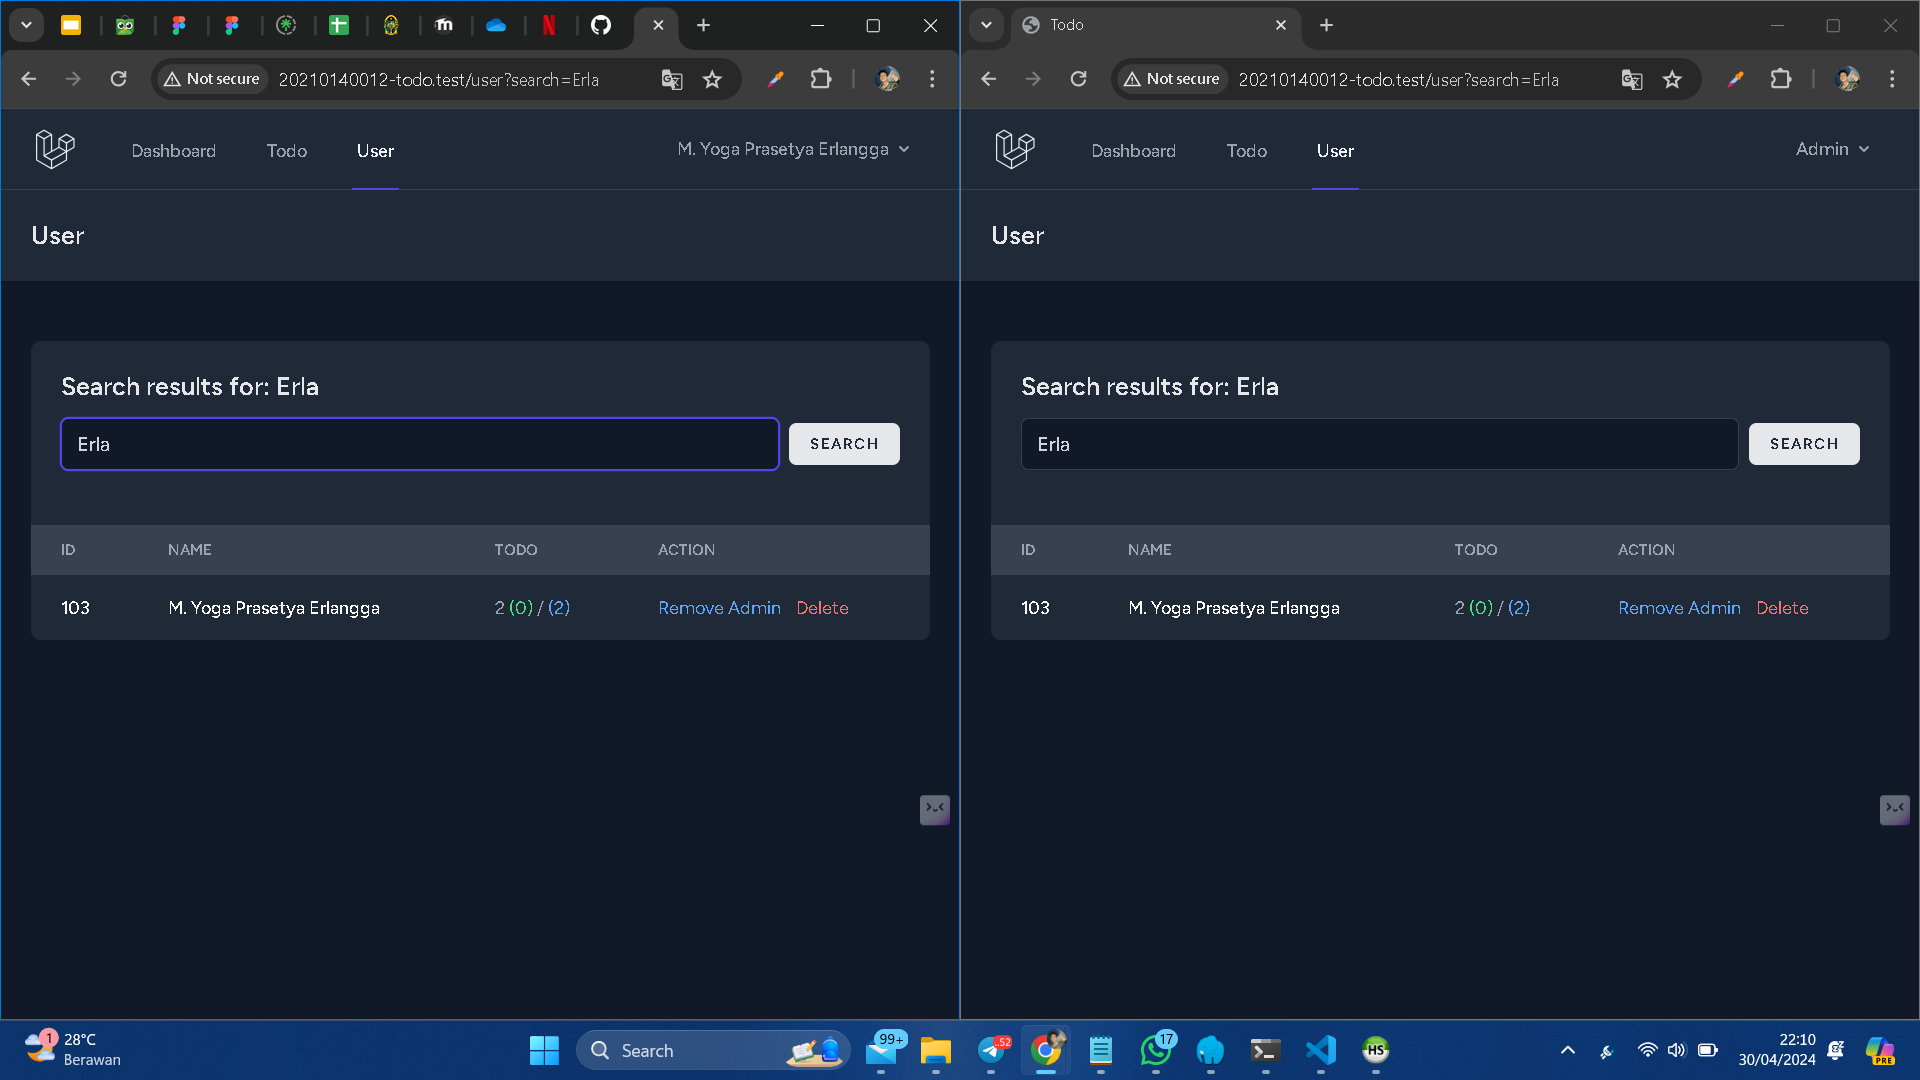 Not secure
20210140012-todo.test/user?search=Erla
Dashboard
Todo
User
M. Yoga Prasetya Erlangga
User
Search results for: Erla
Erla
SEARCH
ID NAME TODO ACTION
103 M. Yoga Prasetya Erlangga 2 (0) / (2) Remove Admin Delete
Todo
Not secure
20210140012-todo.test/user?search=Erla
Dashboard
Todo
User
Admin
User
Search results for: Erla
Erla
SEARCH
ID NAME TODO ACTION
103 M. Yoga Prasetya Erlangga 2 (0) / (2) Remove Admin Delete
1
28°C
Berawan
Search
99+
..52
17
HS
22:10
30/04/2024
PRE